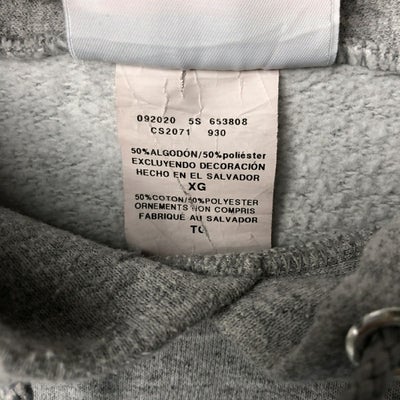 092020 5S 653808
CS2071 930
50%ALGODÓN/50%poliéster
EXCLUYENDO DECORACIÓN
HECHO EN EL SALVADOR
XG
50%COTON/50%POLYESTER
ORNEMENTS NON COMPRIS
FABRIQUÉ AU SALVADOR
TG